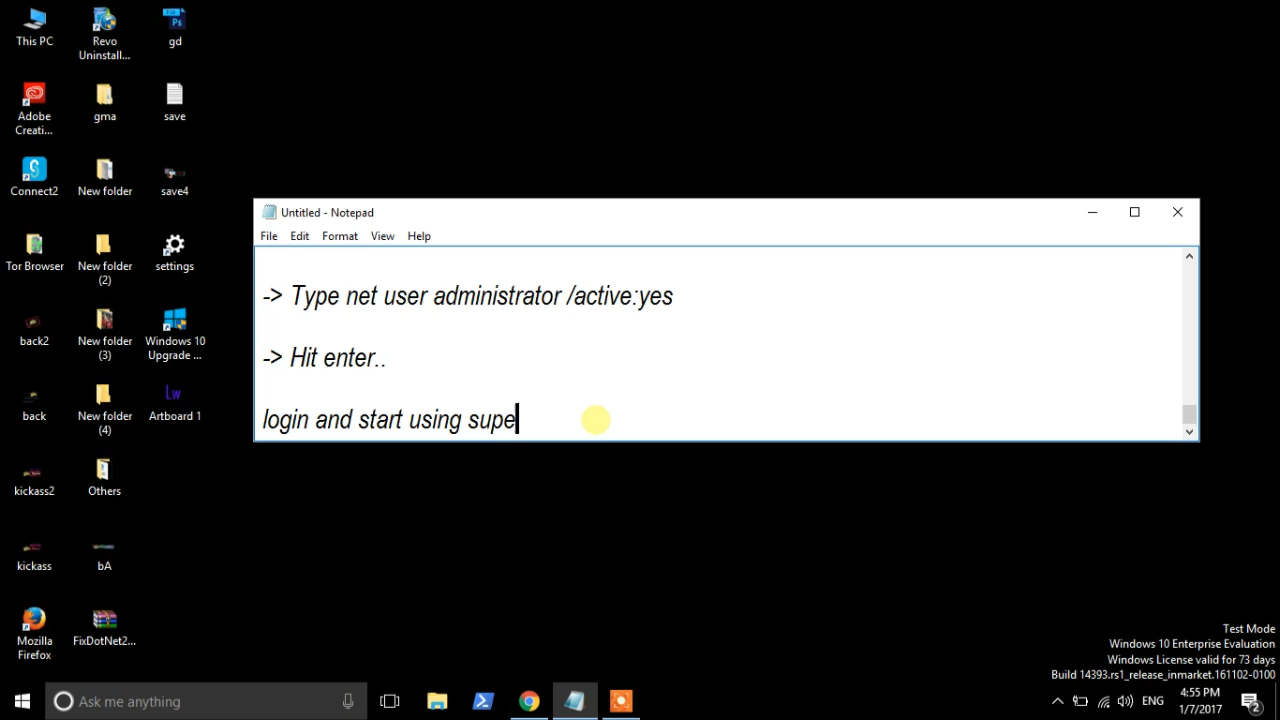 This PC
Revo Uninstall...
gd
Adobe Creati...
gma
save
Connect2
New folder
save4
Tor Browser
New folder (2)
settings
back2
New folder (3)
Windows 10 Upgrade ...
back
New folder (4)
Lw
Artboard 1
kickass2
Others
kickass
bA
Mozilla Firefox
FixDotNet2...
Untitled - Notepad
File Edit Format View Help
-> Type net user administrator /active:yes
-> Hit enter..
login and start using supe
Test Mode
Windows 10 Enterprise Evaluation
Windows License valid for 73 days
Build 14393.rs1_release_inmarket.161102-0100
Ask me anything
ENG
4:55 PM
1/7/2017
2